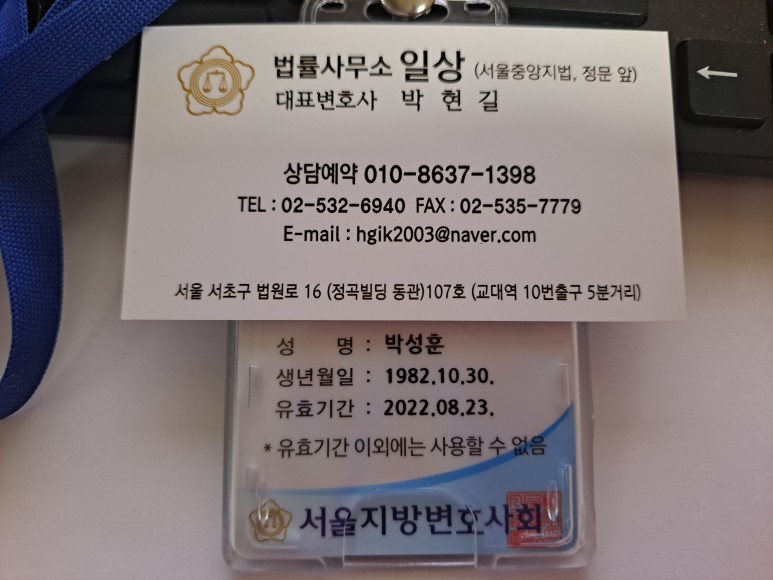 법률사무소 일상 (서울중앙지법, 정문 앞)
대표변호사 박 현 길
상담예약 010-8637-1398
TEL : 02-532-6940 FAX : 02-535-7779
E-mail : hgik2003@naver.com
서울 서초구 법원로 16 (정곡빌딩 동관)107호 (교대역 10번출구 5분거리)
성 명 : 박성훈
생년월일 : 1982.10.30.
유효기간 : 2022.08.23.
* 유효기간 이외에는 사용할 수 없음
서울지방변호사회